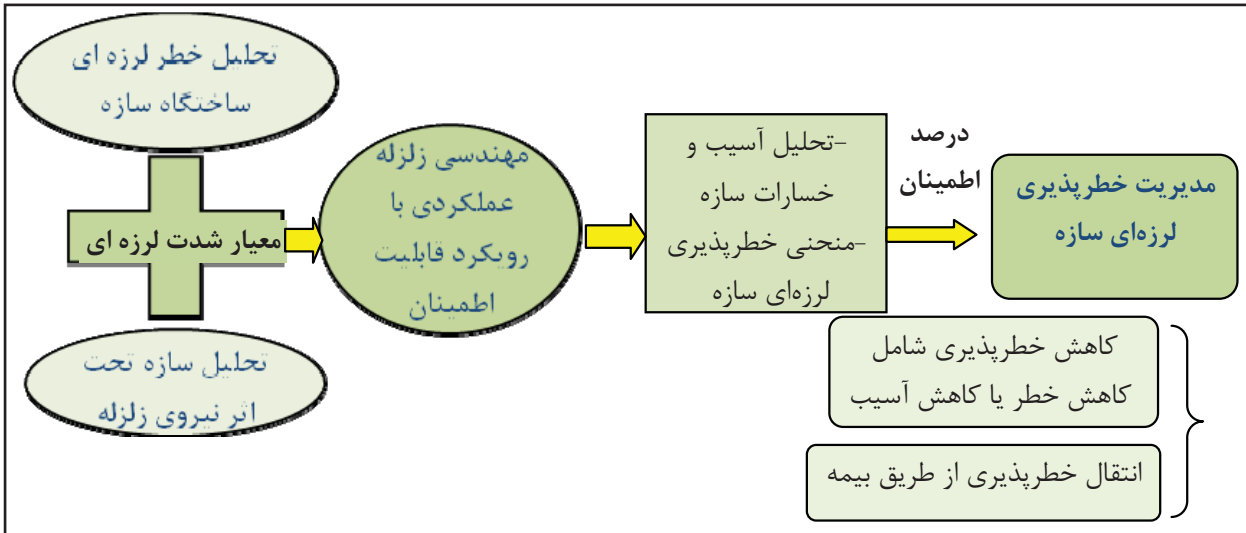 تحلیل خطر لرزه ای
ساختگاه سازه
معیار شدت لرزه ای
تحلیل سازه تحت
اثر نیروی زلزله
مهندسی زلزله
عملکردی با
رویکرد قابلیت
اطمینان
-تحلیل آسیب و
خسارات سازه
-منحنی خطرپذیری
لرزه‌ای سازه
درصد
اطمینان
مدیریت خطرپذیری
لرزه‌ای سازه
کاهش خطرپذیری شامل
کاهش خطر یا کاهش آسیب
انتقال خطرپذیری از طریق بیمه